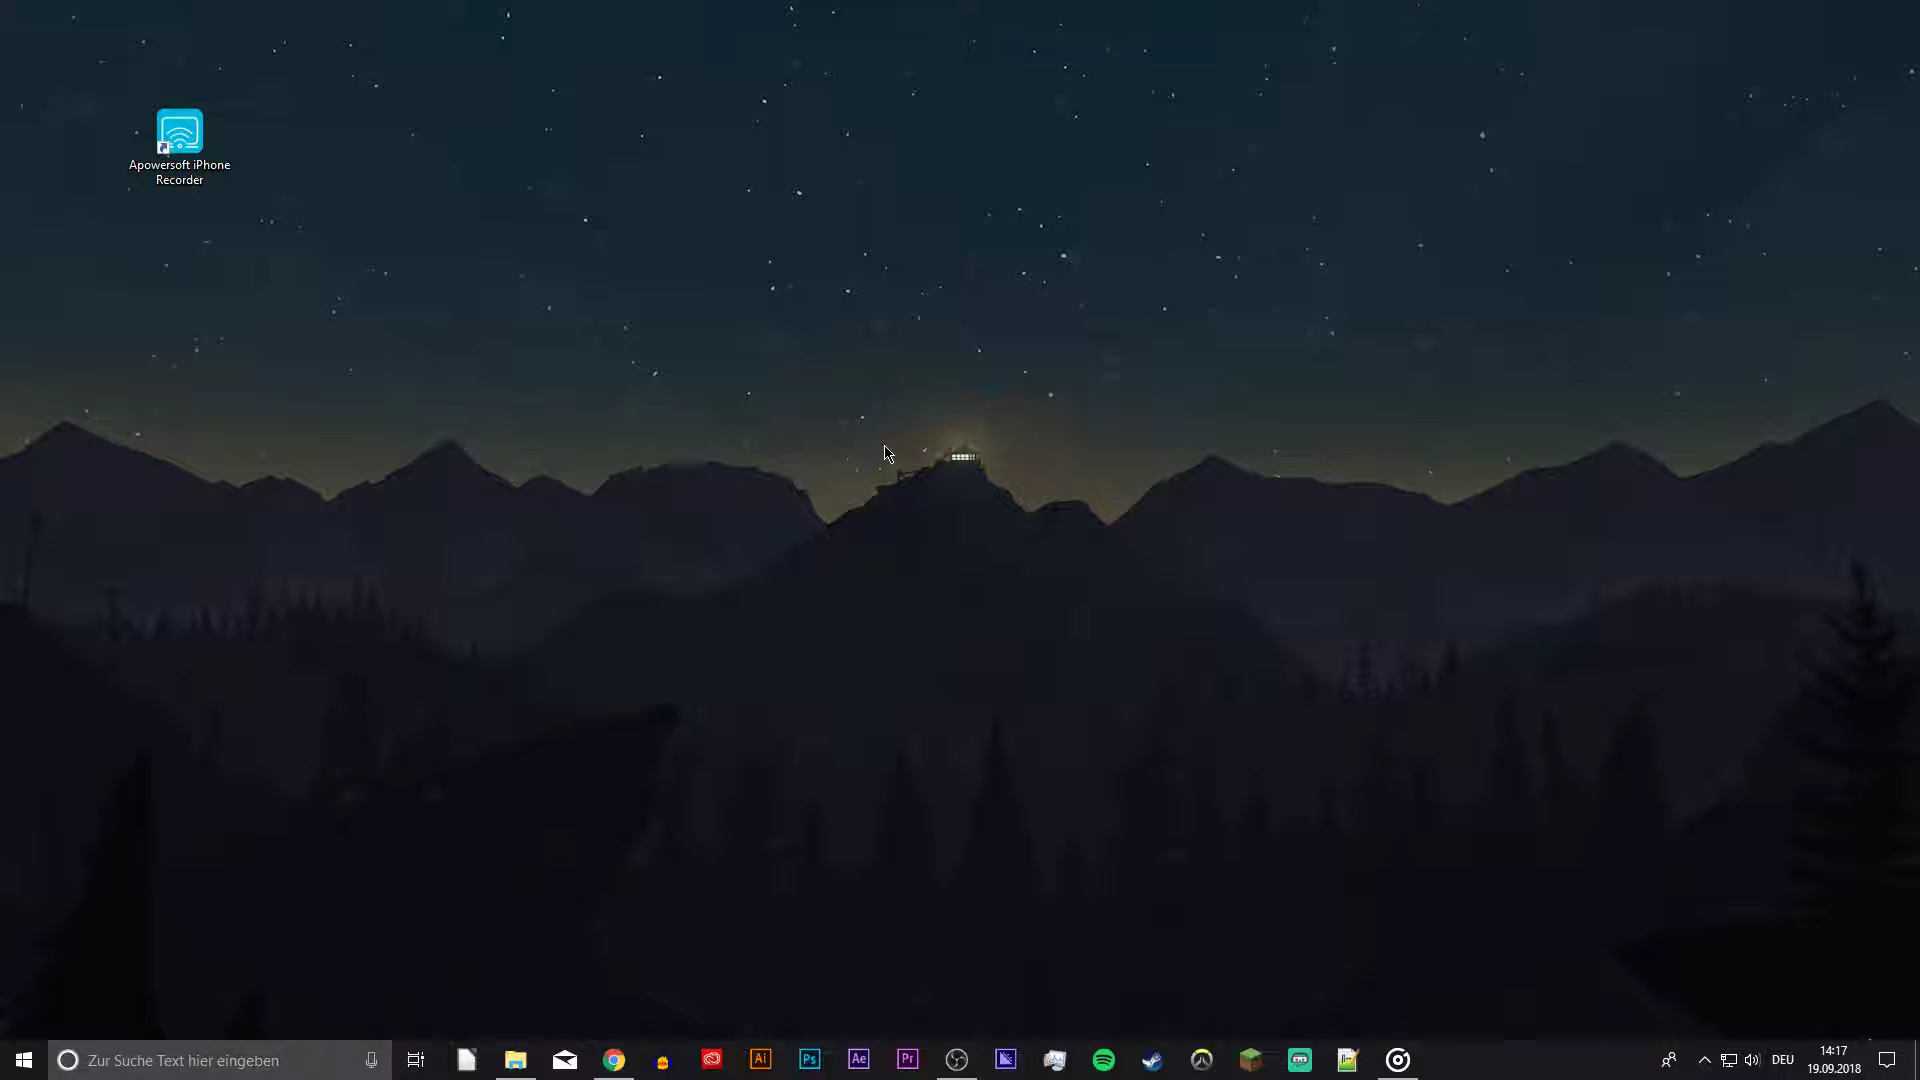 Apowersoft iPhone
Recorder
Zur Suche Text hier eingeben
Ai
Ps
Ae
Pr
DEU
14:17
19.09.2018